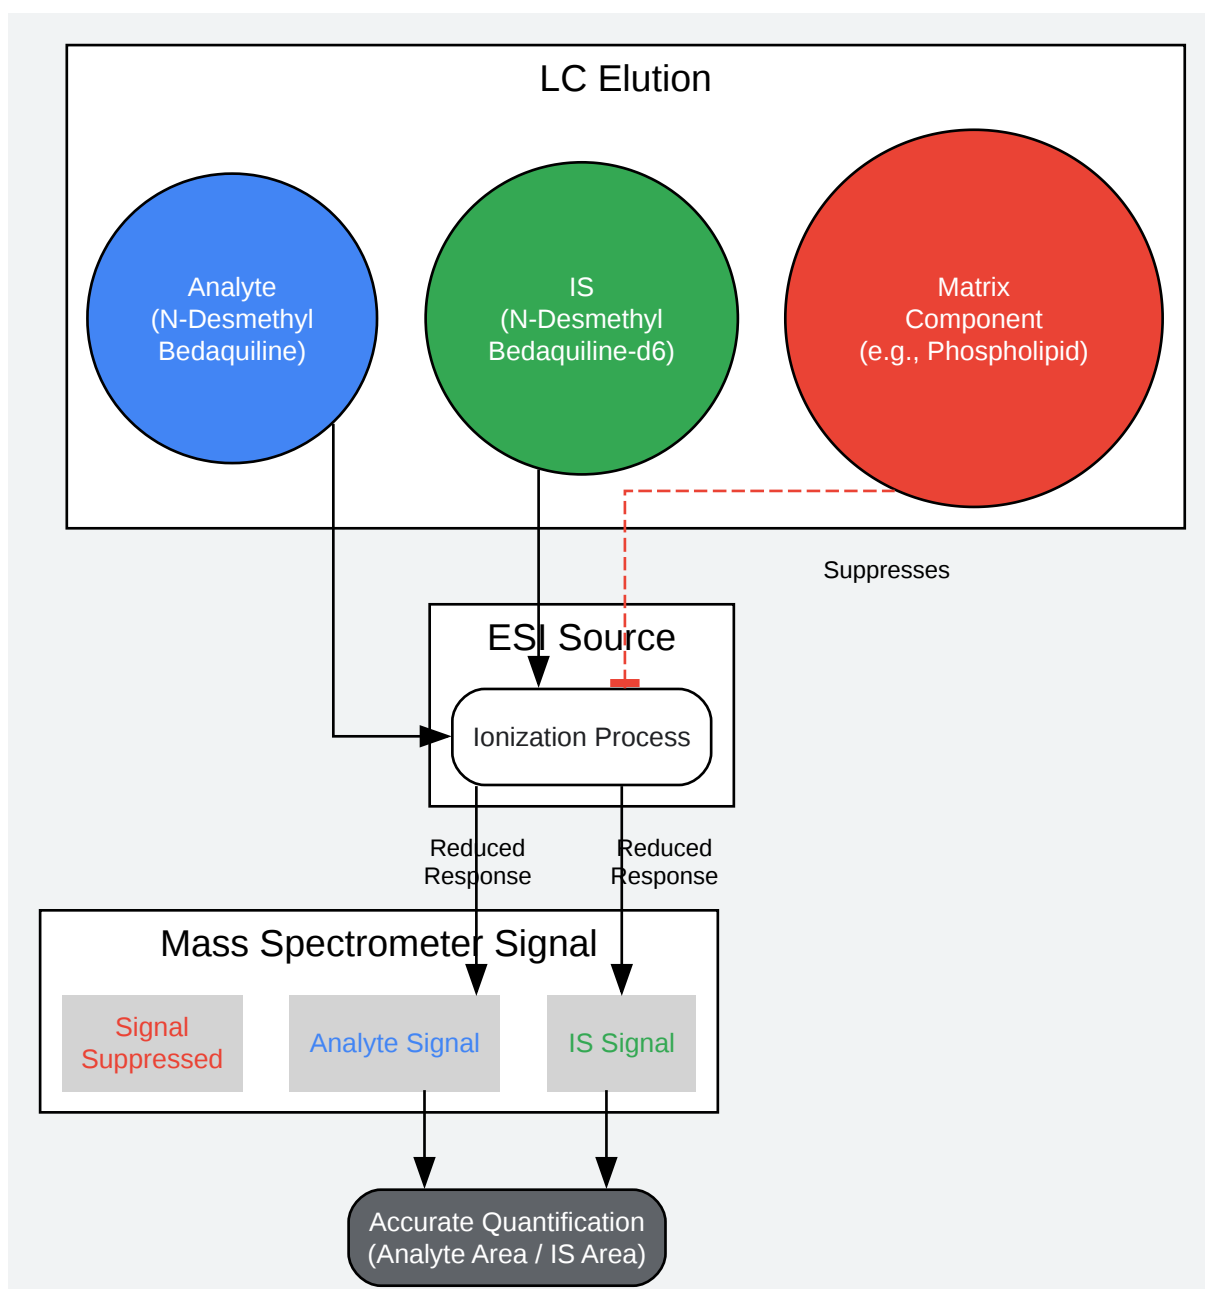 LC Elution
Analyte
(N-Desmethyl
Bedaquiline)
IS
(N-Desmethyl
Bedaquiline-d6)
Matrix
Component
(e.g., Phospholipid)
Suppresses
ESI Source
Ionization Process
Reduced
Response
Reduced
Response
Mass Spectrometer Signal
Signal
Suppressed
Analyte Signal
IS Signal
Accurate Quantification
(Analyte Area / IS Area)